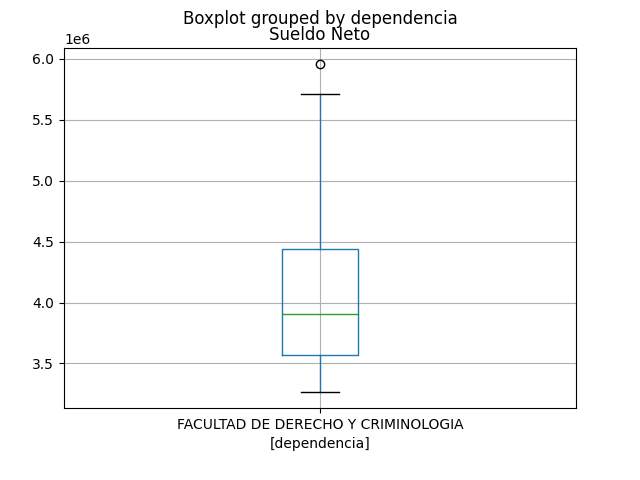 Boxplot grouped by dependencia
Sueldo Neto
1e6
6.0
5.5
5.0
4.5
4.0
3.5
FACULTAD DE DERECHO Y CRIMINOLOGIA
[dependencia]